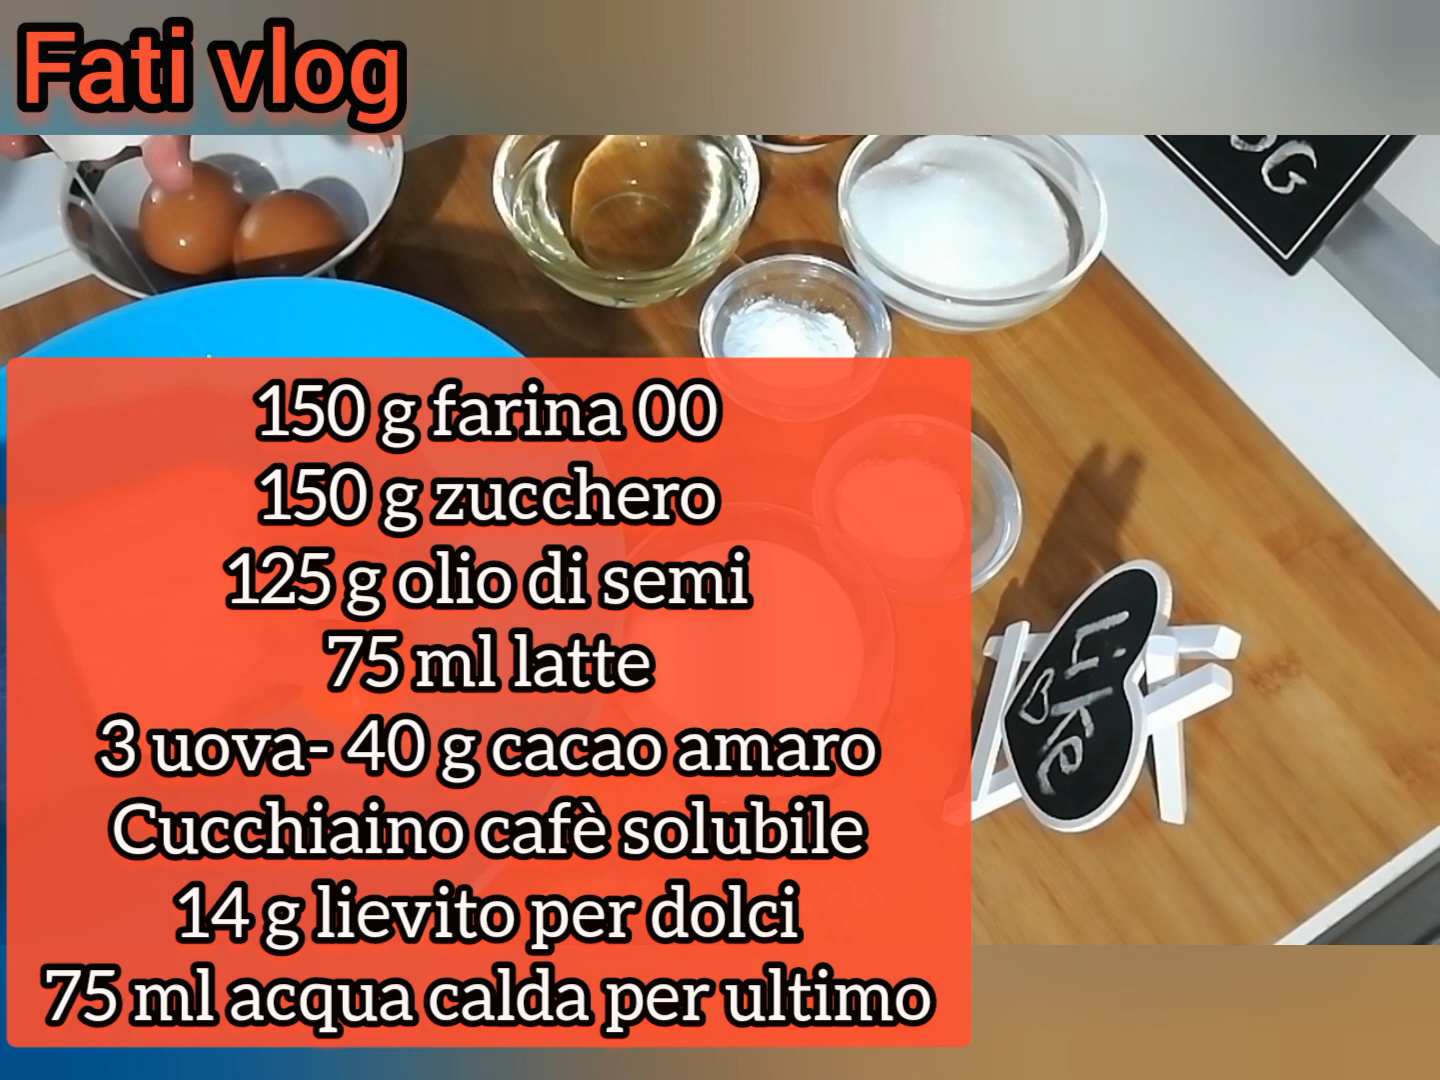 Fati vlog
OG
150 g farina 00
150 g zucchero
125 g olio di semi
75 ml latte
3 uova- 40 g cacao amaro
Cucchiaino cafè solubile
14 g lievito per dolci
75 ml acqua calda per ultimo
Like